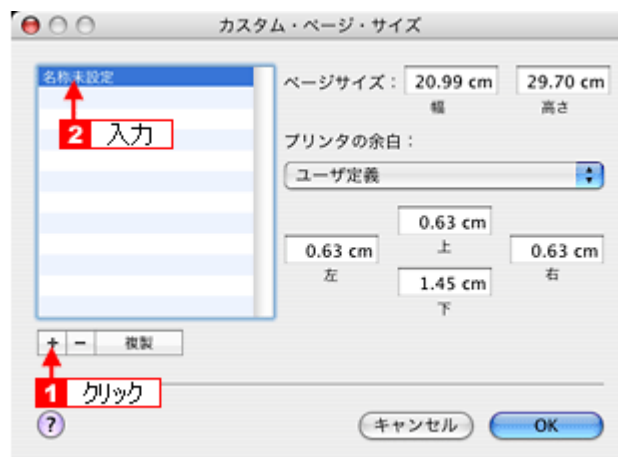 カスタム・ページ・サイズ
名称未設定
2 入力
ページサイズ： 20.99 cm 29.70 cm
幅 高さ
プリンタの余白：
ユーザ定義
0.63 cm
上
0.63 cm 0.63 cm
左 右
1.45 cm
下
+ − 複製
1 クリック
? キャンセル OK